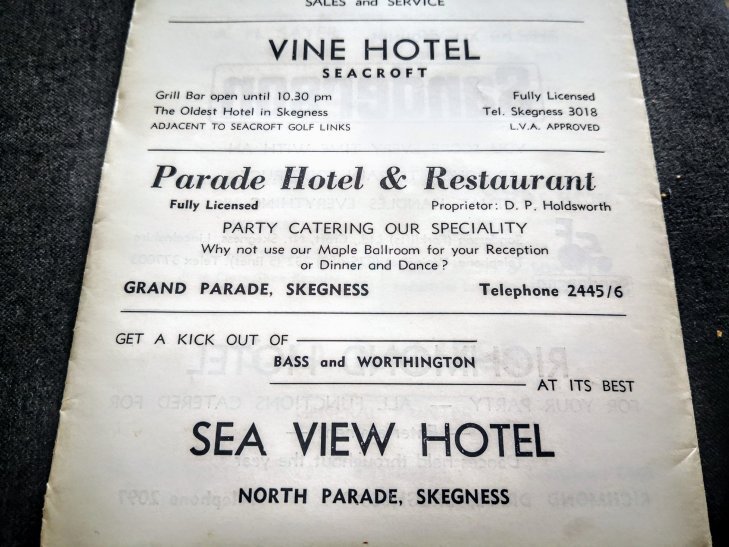 SALES and SERVICE
VINE HOTEL
SEACROFT
Grill Bar open until 10.30 pm Fully Licensed
The Oldest Hotel in Skegness Tel. Skegness 3018
ADJACENT TO SEACROFT GOLF LINKS L.V.A. APPROVED
Parade Hotel & Restaurant
Fully Licensed Proprietor: D. P. Holdsworth
PARTY CATERING OUR SPECIALITY
Why not use our Maple Ballroom for your Reception
or Dinner and Dance?
GRAND PARADE, SKEGNESS Telephone 2445/6
GET A KICK OUT OF
BASS and WORTHINGTON
AT ITS BEST
SEA VIEW HOTEL
NORTH PARADE, SKEGNESS